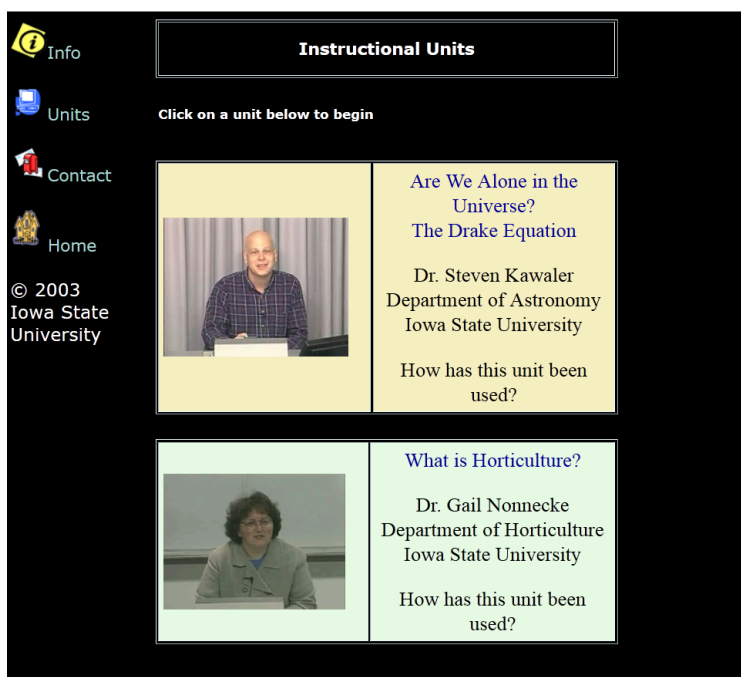 Info
Units
Contact
Home
© 2003
Iowa State
University
Instructional Units
Click on a unit below to begin
Are We Alone in the
Universe?
The Drake Equation
Dr. Steven Kawaler
Department of Astronomy
Iowa State University
How has this unit been
used?
What is Horticulture?
Dr. Gail Nonnecke
Department of Horticulture
Iowa State University
How has this unit been
used?